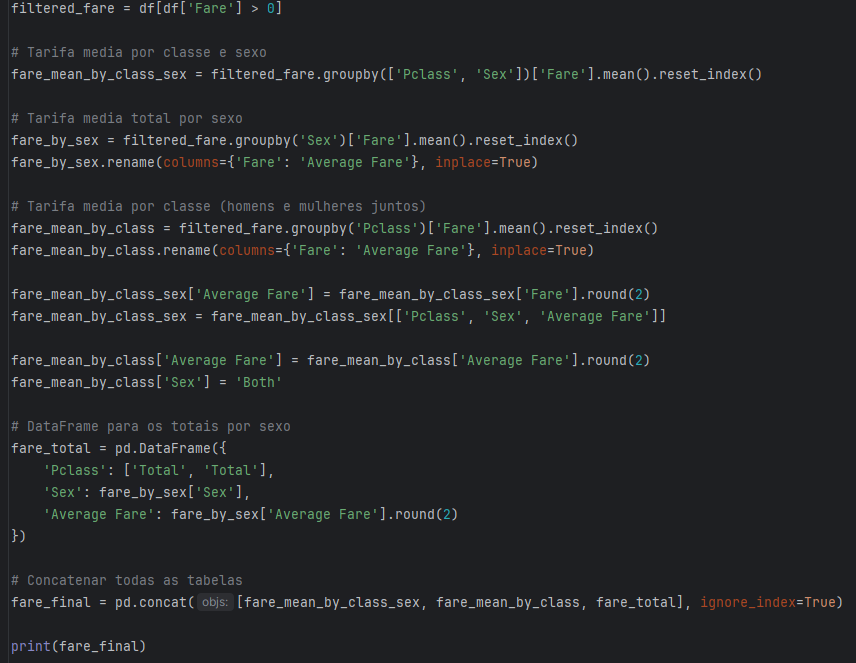 filtered_fare = df[df['Fare'] > 0]
# Tarifa media por classe e sexo
fare_mean_by_class_sex = filtered_fare.groupby(['Pclass', 'Sex'])['Fare'].mean().reset_index()
# Tarifa media total por sexo
fare_by_sex = filtered_fare.groupby('Sex')['Fare'].mean().reset_index()
fare_by_sex.rename(columns={'Fare': 'Average Fare'}, inplace=True)
# Tarifa media por classe (homens e mulheres juntos)
fare_mean_by_class = filtered_fare.groupby('Pclass')['Fare'].mean().reset_index()
fare_mean_by_class.rename(columns={'Fare': 'Average Fare'}, inplace=True)
fare_mean_by_class_sex['Average Fare'] = fare_mean_by_class_sex['Fare'].round(2)
fare_mean_by_class_sex = fare_mean_by_class_sex[['Pclass', 'Sex', 'Average Fare']]
fare_mean_by_class['Average Fare'] = fare_mean_by_class['Average Fare'].round(2)
fare_mean_by_class['Sex'] = 'Both'
# DataFrame para os totais por sexo
fare_total = pd.DataFrame({
    'Pclass': ['Total', 'Total'],
    'Sex': fare_by_sex['Sex'],
    'Average Fare': fare_by_sex['Average Fare'].round(2)
})
# Concatenar todas as tabelas
fare_final = pd.concat( objs: [fare_mean_by_class_sex, fare_mean_by_class, fare_total], ignore_index=True)
print(fare_final)